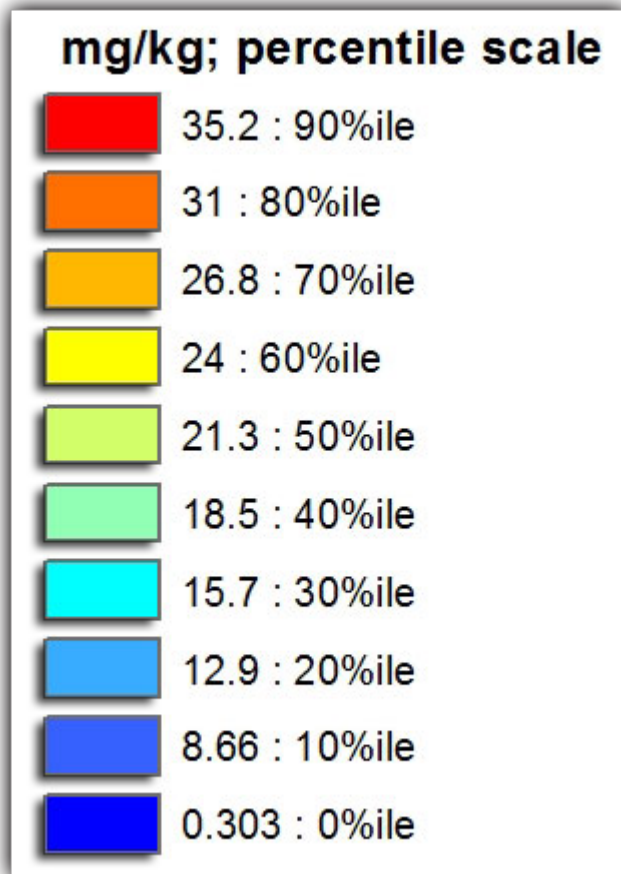 mg/kg; percentile scale
35.2 : 90%ile
31 : 80%ile
26.8 : 70%ile
24 : 60%ile
21.3 : 50%ile
18.5 : 40%ile
15.7 : 30%ile
12.9 : 20%ile
8.66 : 10%ile
0.303 : 0%ile